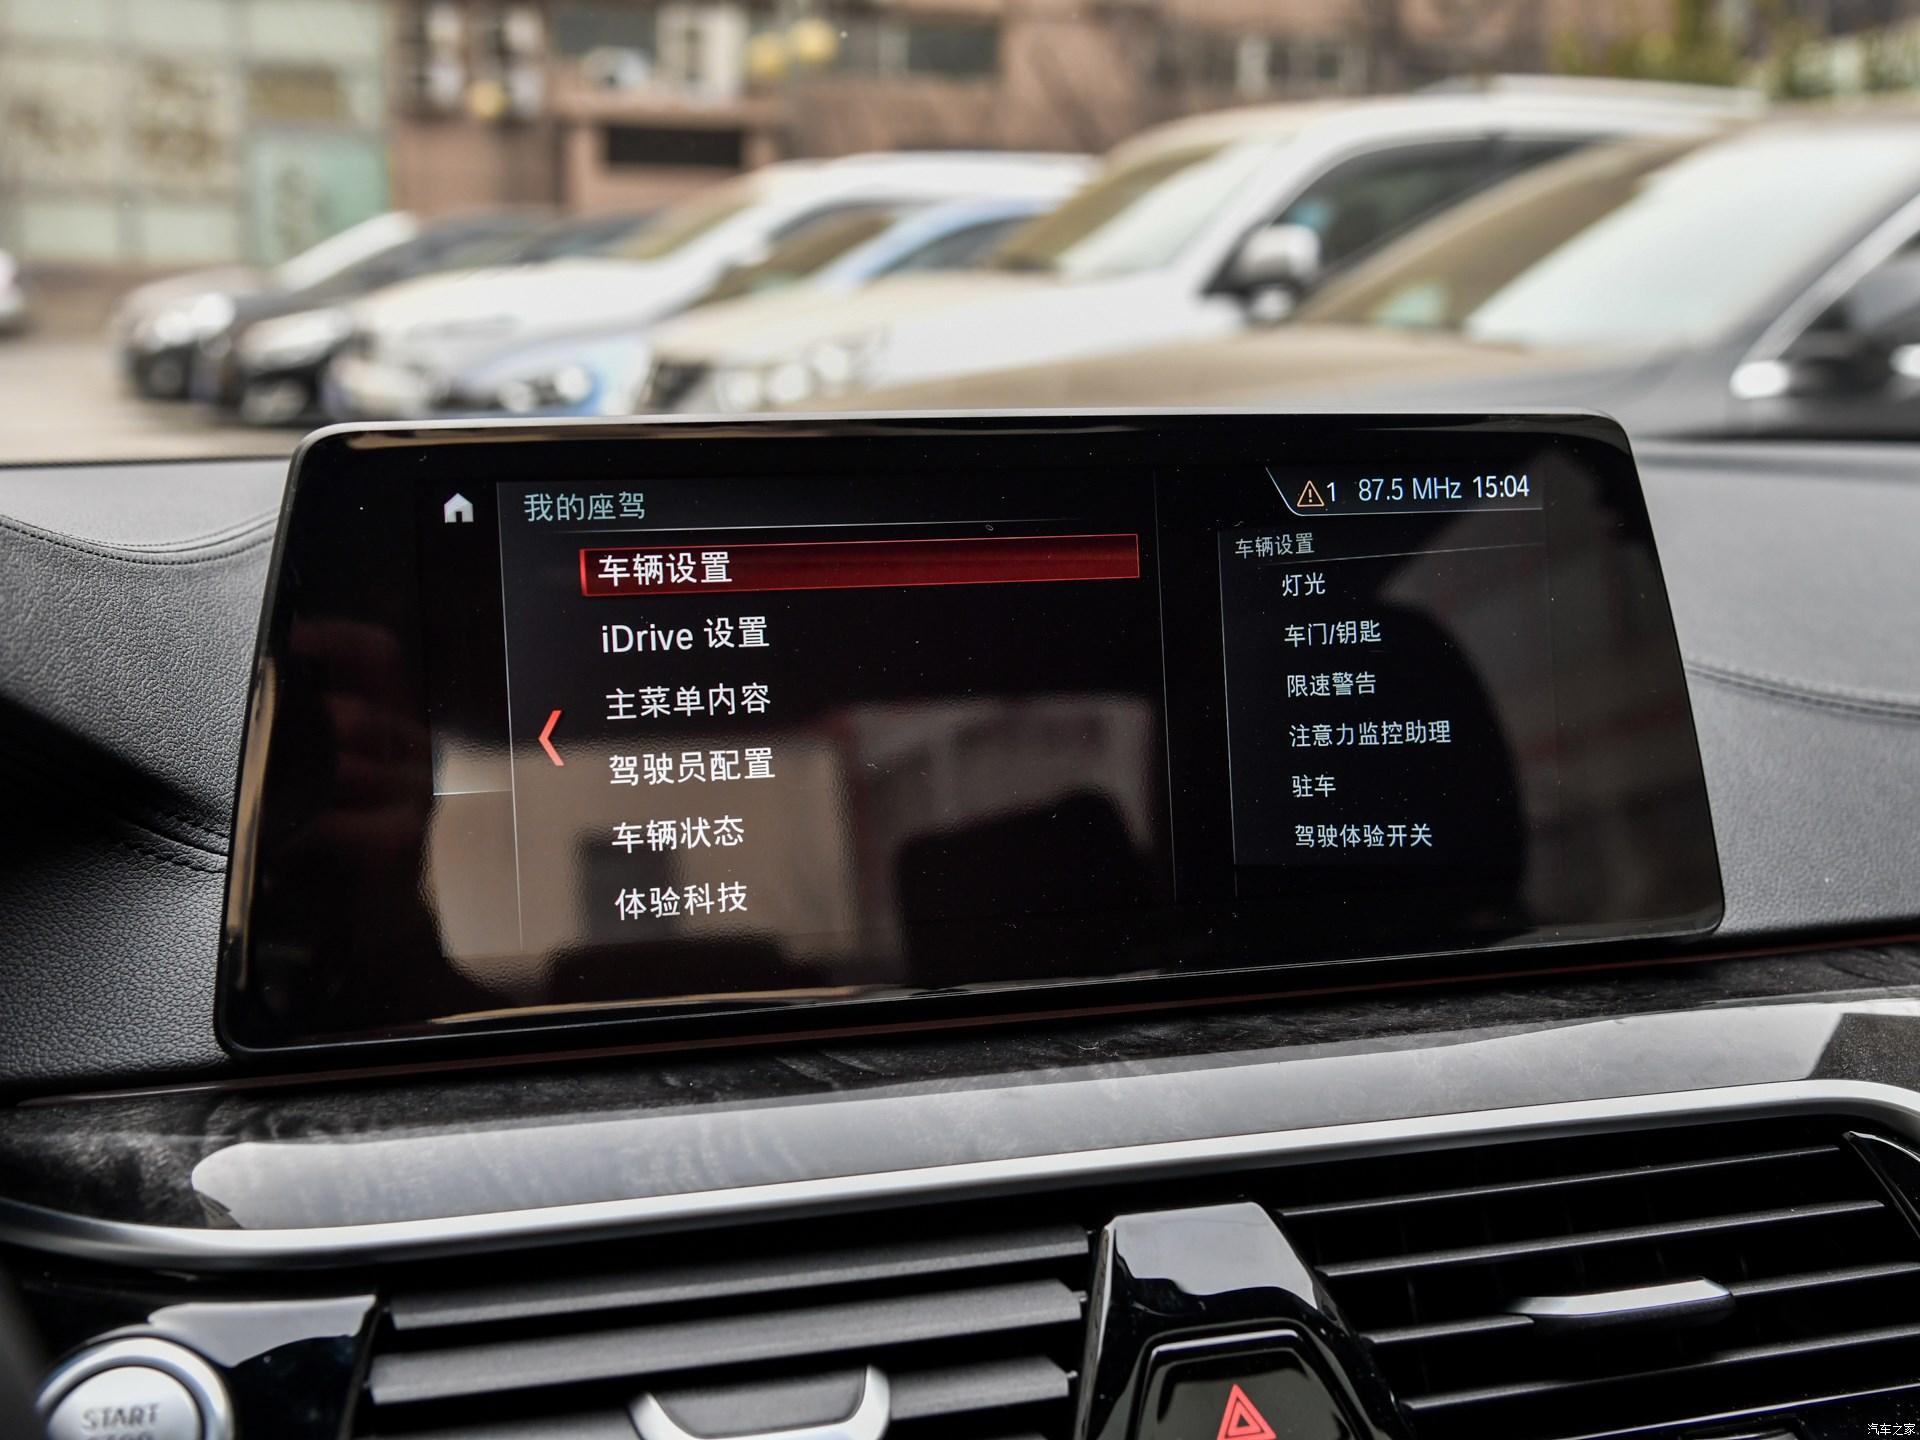 我的座驾
车辆设置
iDrive 设置
主菜单内容
驾驶员配置
车辆状态
体验科技
1 87.5 MHz 15:04
车辆设置
灯光
车门/钥匙
限速警告
注意力监控助理
驻车
驾驶体验开关
START
汽车之家